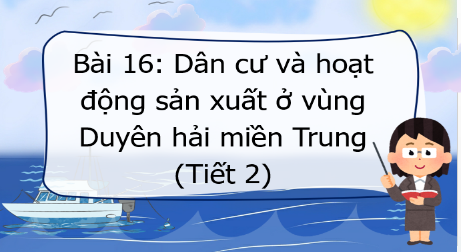 Bài 16: Dân cư và hoạt
động sản xuất ở vùng
Duyên hải miền Trung
(Tiết 2)